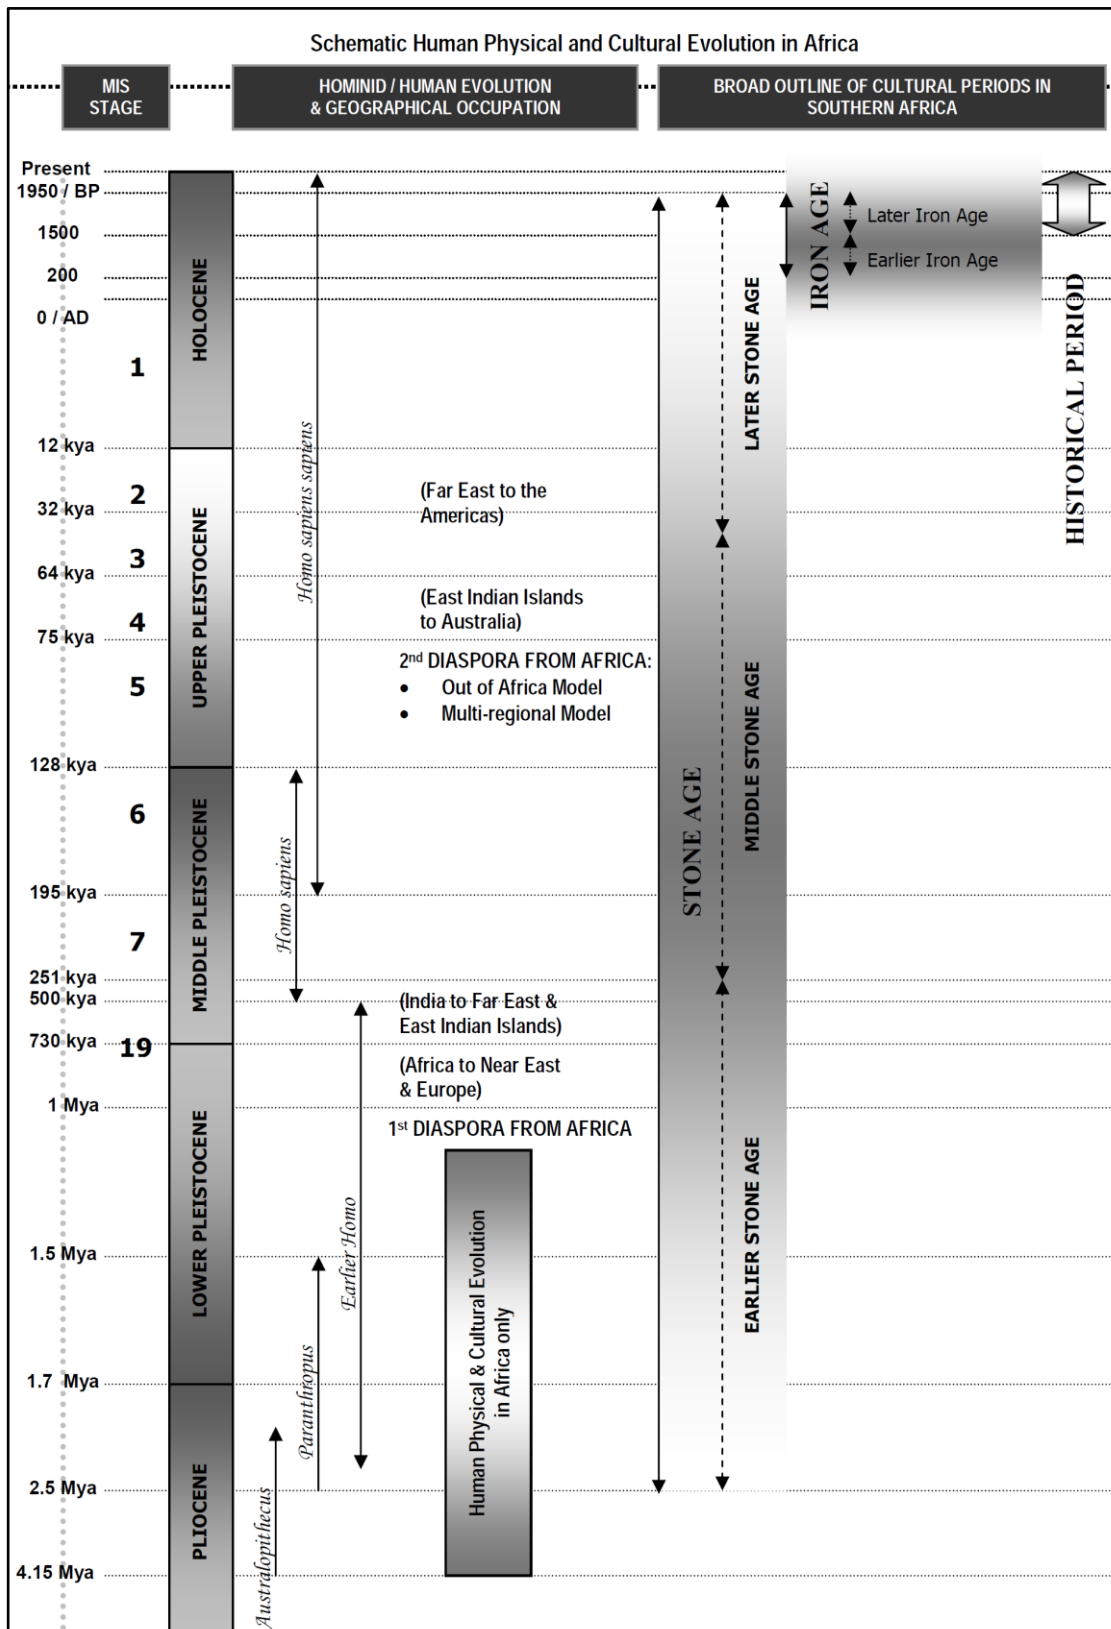 Schematic Human Physical and Cultural Evolution in Africa
MIS
STAGE
HOMINID / HUMAN EVOLUTION
& GEOGRAPHICAL OCCUPATION
BROAD OUTLINE OF CULTURAL PERIODS IN
SOUTHERN AFRICA
Present
1950 / BP
1500
200
0 / AD
12 kya
32 kya
64 kya
75 kya
128 kya
195 kya
251 kya
500 kya
730 kya
1 Mya
1.5 Mya
1.7 Mya
2.5 Mya
4.15 Mya
1
2
3
4
5
6
7
19
HOLOCENE
UPPER PLEISTOCENE
MIDDLE PLEISTOCENE
LOWER PLEISTOCENE
PLIOCENE
Homo sapiens sapiens
Homo sapiens
Earlier Homo
Paranthropus
Australopithecus
(Far East to the
Americas)
(East Indian Islands
to Australia)
2nd DIASPORA FROM AFRICA:
• Out of Africa Model
• Multi-regional Model
(India to Far East &
East Indian Islands)
(Africa to Near East
& Europe)
1st DIASPORA FROM AFRICA
Human Physical & Cultural Evolution
in Africa only
STONE AGE
LATER STONE AGE
MIDDLE STONE AGE
EARLIER STONE AGE
IRON AGE
Later Iron Age
Earlier Iron Age
HISTORICAL PERIOD